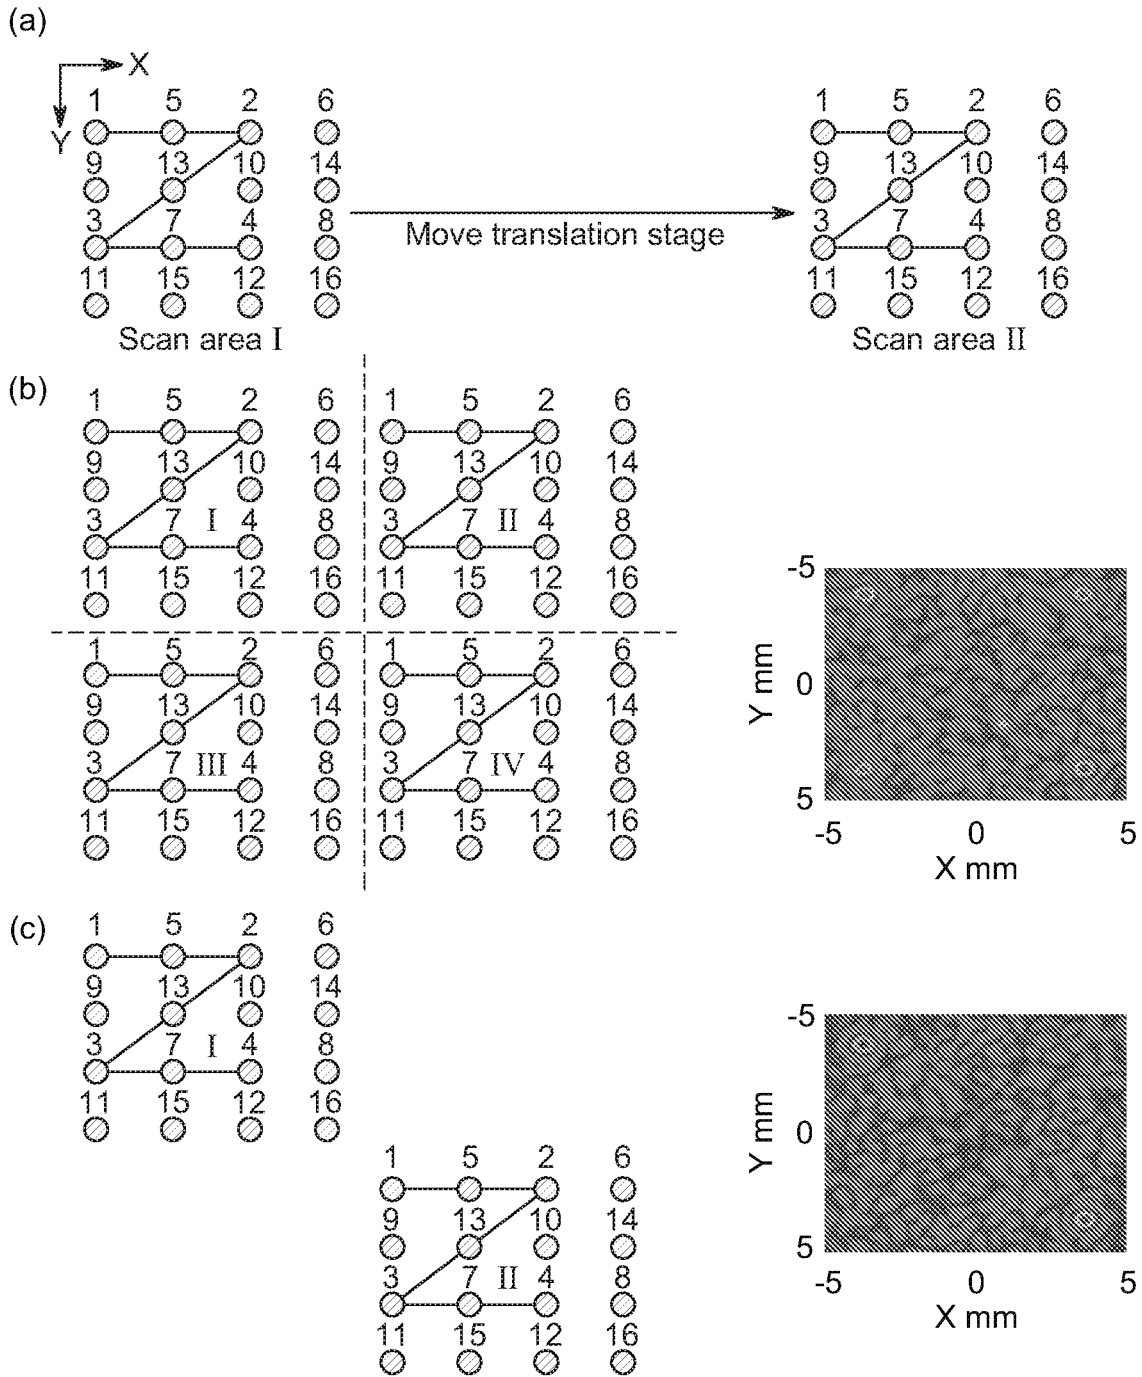 (a)
X
Y
1 5 2 6 1 5 2 6
9 13 10 14 9 13 10 14
3 7 4 8 3 7 4 8
Move translation stage
11 15 12 16 11 15 12 16
Scan area I Scan area II
(b)
1 5 2 6 1 5 2 6
9 13 10 14 9 13 10 14
3 7 I 4 8 3 7 II 4 8
11 15 12 16 11 15 12 16
1 5 2 6 1 5 2 6
9 13 10 14 9 13 10 14
3 7 III 4 8 3 7 IV 4 8
11 15 12 16 11 15 12 16
-5
Y mm
0
5
-5 0 5
X mm
(c)
1 5 2 6
9 13 10 14
3 7 I 4 8
11 15 12 16
1 5 2 6
9 13 10 14
3 7 II 4 8
11 15 12 16
-5
Y mm
0
5
-5 0 5
X mm